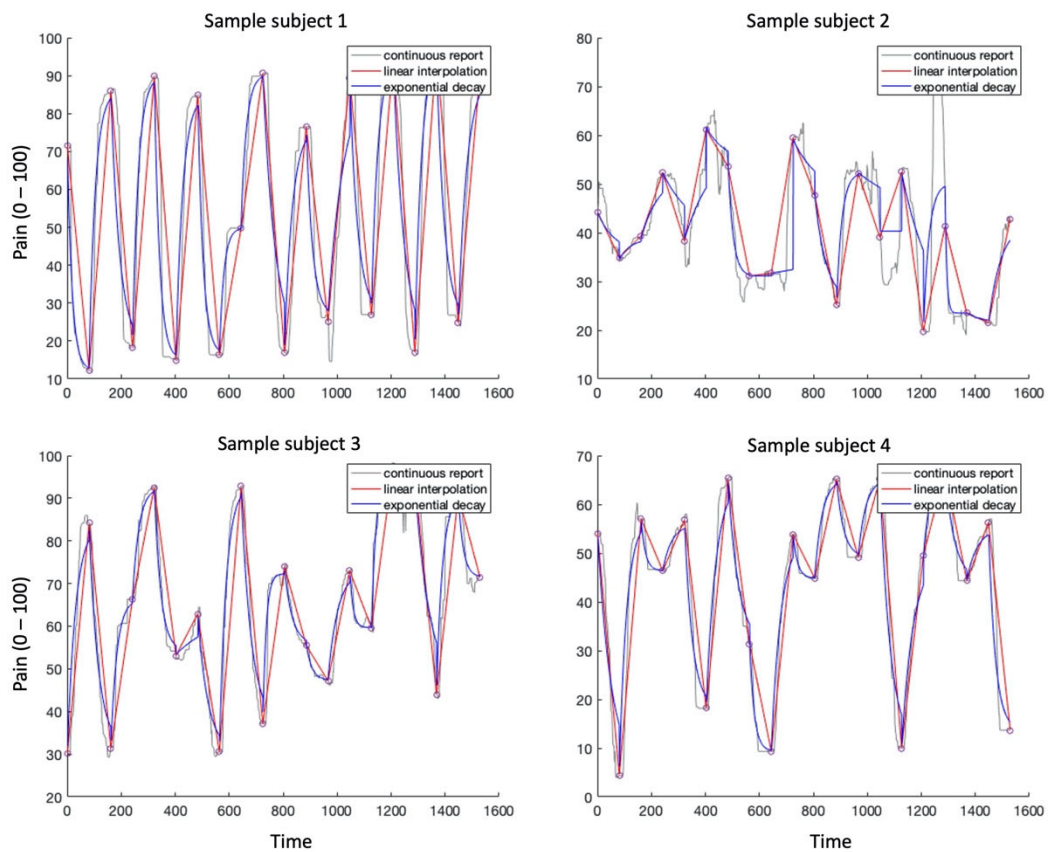 Sample subject 1
100
90
80
70
60
50
40
30
20
10
0 200 400 600 800 1000 1200 1400 1600
Pain (0 – 100)
continuous report
linear interpolation
exponential decay
Sample subject 2
80
70
60
50
40
30
20
10
0 200 400 600 800 1000 1200 1400 1600
continuous report
linear interpolation
exponential decay
Sample subject 3
100
90
80
70
60
50
40
30
20
0 200 400 600 800 1000 1200 1400 1600
Pain (0 – 100)
Time
continuous report
linear interpolation
exponential decay
Sample subject 4
70
60
50
40
30
20
10
0
0 200 400 600 800 1000 1200 1400 1600
Time
continuous report
linear interpolation
exponential decay